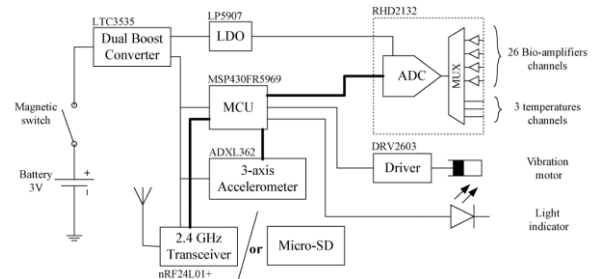 LTC3535
Dual Boost
Converter
LP5907
LDO
RHD2132
ADC
MUX
26 Bio-amplifiers
channels
3 temperatures
channels
MSP430FR5969
MCU
Magnetic
switch
Battery
3V
+
-
ADXL362
3-axis
Accelerometer
DRV2603
Driver
Vibration
motor
Light
indicator
2.4 GHz
Transceiver
nRF24L01+
or
Micro-SD